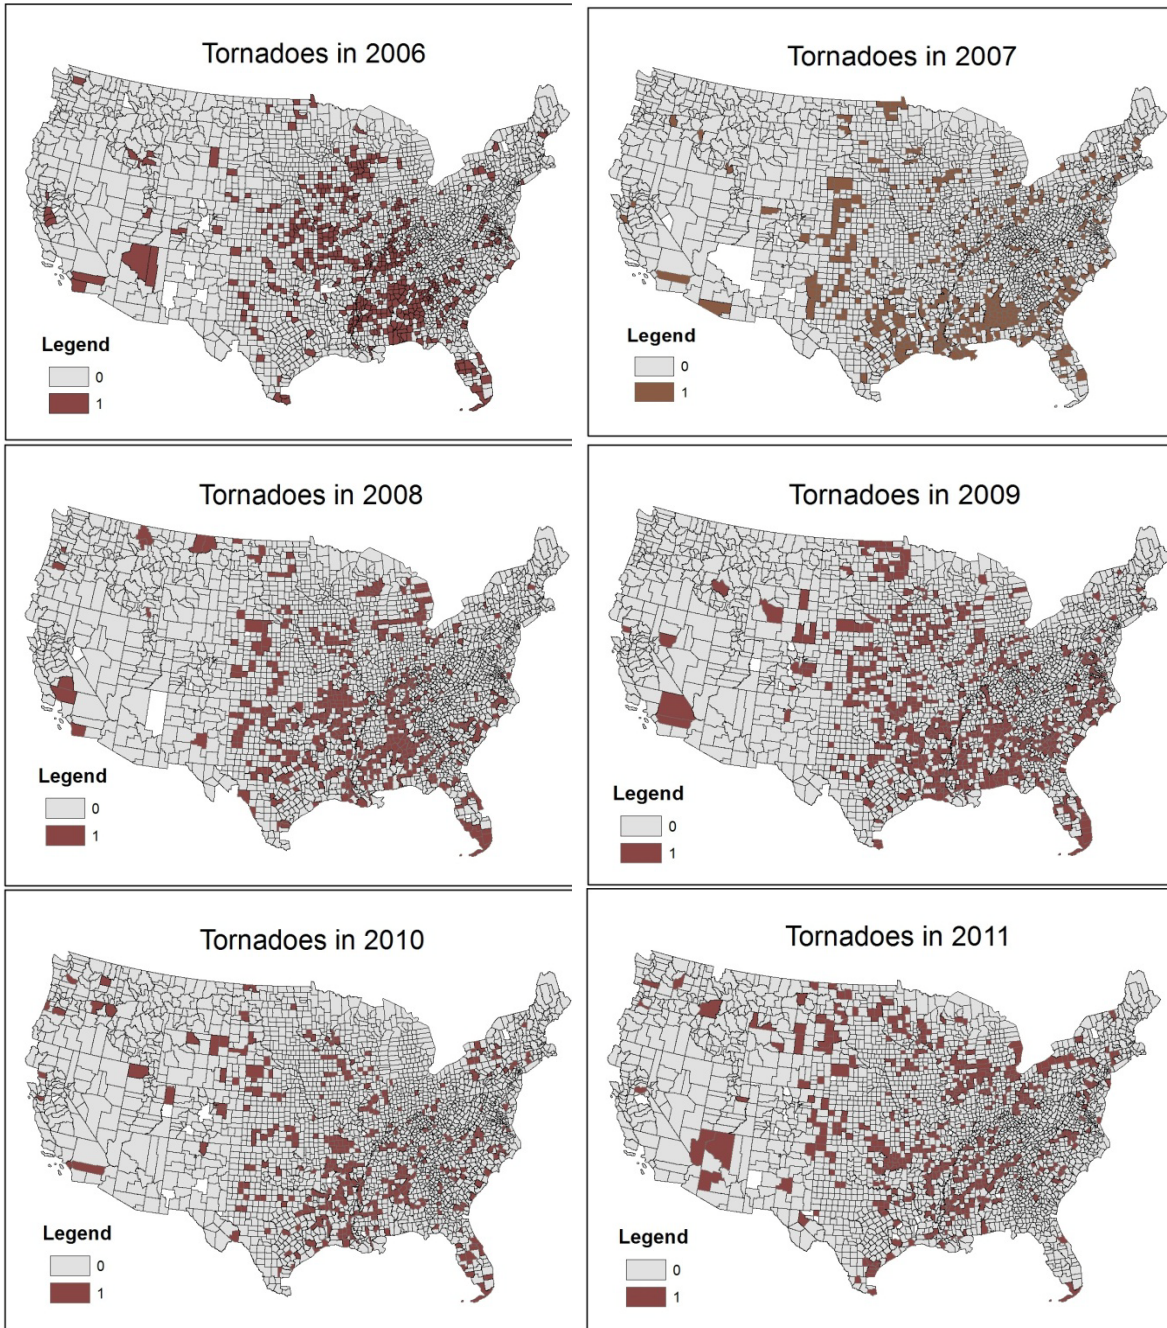 Tornadoes in 2006
Legend
0
1
Tornadoes in 2007
Legend
0
1
Tornadoes in 2008
Legend
0
1
Tornadoes in 2009
Legend
0
1
Tornadoes in 2010
Legend
0
1
Tornadoes in 2011
Legend
0
1